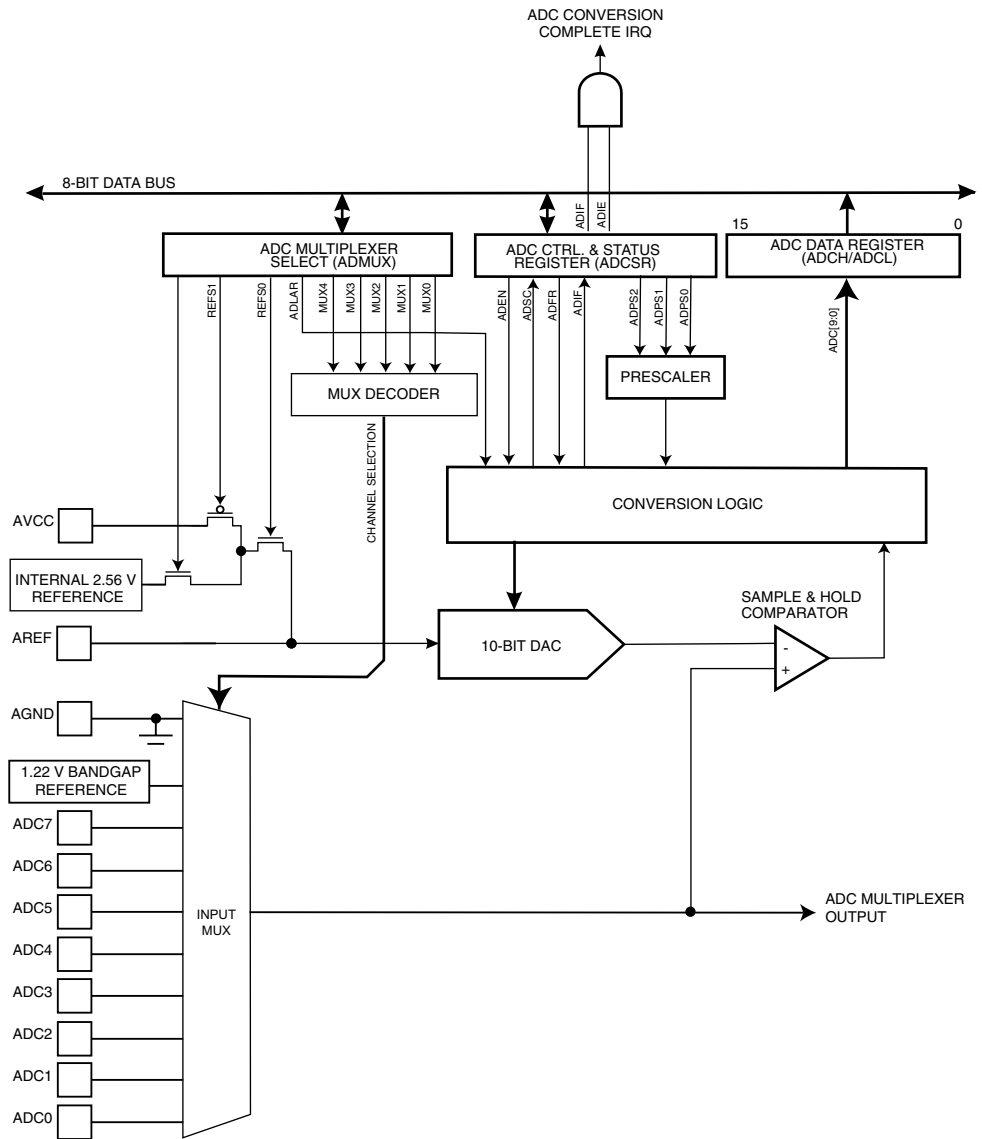 ADC CONVERSION
COMPLETE IRQ
8-BIT DATA BUS
ADIF
ADIE
15
0
ADC MULTIPLEXER
SELECT (ADMUX)
ADC CTRL. & STATUS
REGISTER (ADCSR)
ADC DATA REGISTER
(ADCH/ADCL)
REFS1
REFS0
ADLAR
MUX4
MUX3
MUX2
MUX1
MUX0
ADEN
ADSC
ADFR
ADIF
ADPS2
ADPS1
ADPS0
ADC[9:0]
MUX DECODER
PRESCALER
CHANNEL SELECTION
CONVERSION LOGIC
AVCC
INTERNAL 2.56 V
REFERENCE
SAMPLE & HOLD
COMPARATOR
AREF
10-BIT DAC
-
+
AGND
1.22 V BANDGAP
REFERENCE
ADC7
ADC6
ADC5
INPUT
MUX
ADC MULTIPLEXER
OUTPUT
ADC4
ADC3
ADC2
ADC1
ADC0